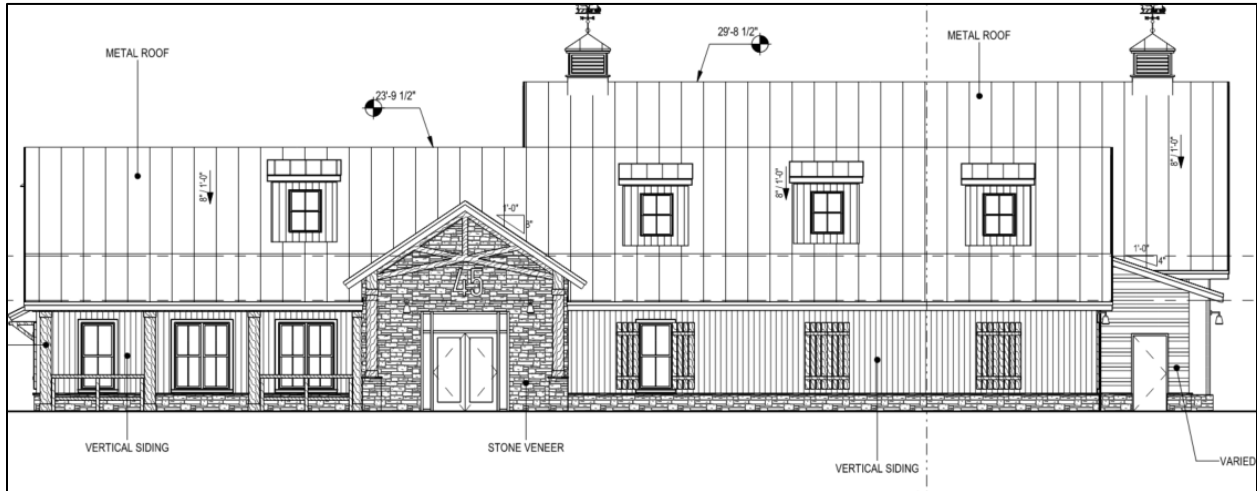 METAL ROOF
29'-8 1/2"
METAL ROOF
23'-9 1/2"
8" / 1'-0"
8" / 1'-0"
8" / 1'-0"
1'-0"
8"
1'-0"
4"
45
VERTICAL SIDING
STONE VENEER
VERTICAL SIDING
VARIED